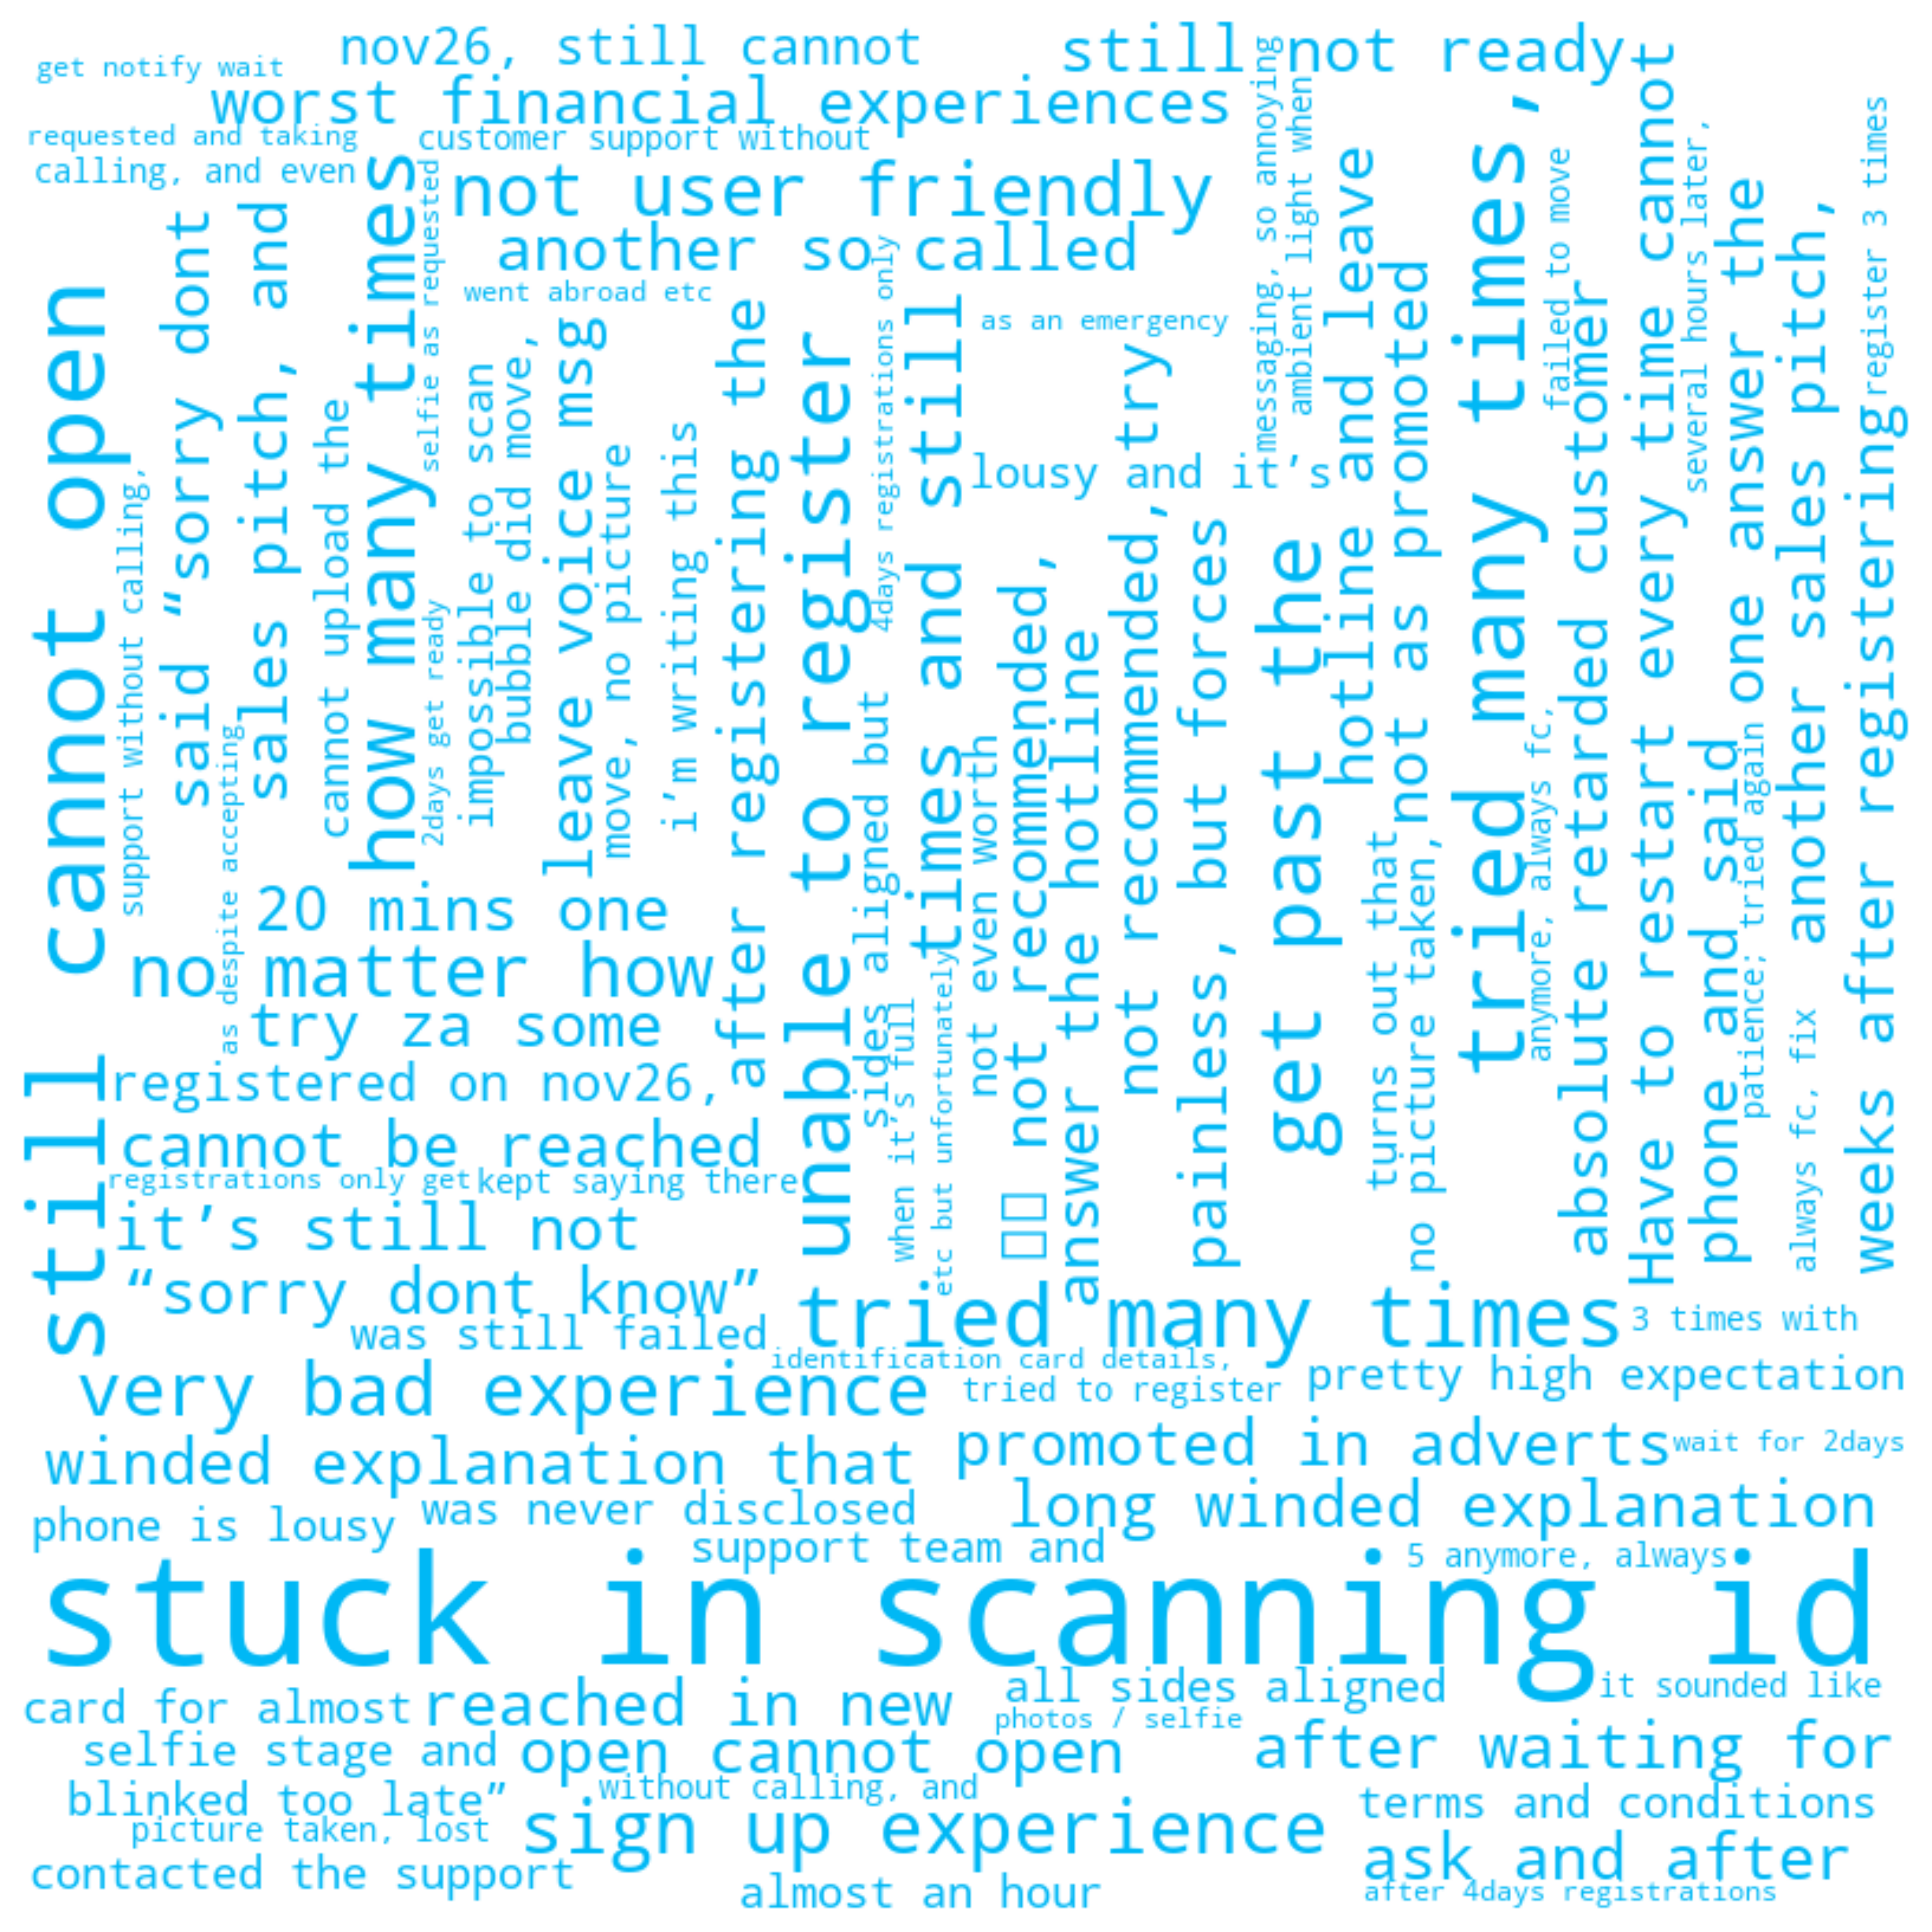 nov26, still cannot
still not ready
get notify wait
worst financial experiences
requested and taking
customer support without
calling, and even
not user friendly
another so called
went abroad etc
as an emergency
lousy and it’s
still cannot open
support without calling,
said “sorry dont
as despite accepting
sales pitch, and
cannot upload the
how many times
selfie as requested
2days get ready
impossible to scan
bubble did move,
leave voice msg
move, no picture
i’m writing this
after registering the
unable to register
4days registrations only
sides aligned but
when it’s full
times and still
etc but unfortunately
not even worth
not recommended,
answer the hotline
not recommended, try
painless, but forces
messaging, so annoying
ambient light when
get past the
hotline and leave
turns out that
not as promoted
no picture taken,
tried many times,
failed to move
anymore, always fc,
absolute retarded customer
Have to restart every time cannot
several hours later,
phone and said
one answer the
patience; tried again
another sales pitch,
always fc, fix
register 3 times
weeks after registering
20 mins one
no matter how
try za some
registered on nov26,
cannot be reached
registrations only get
kept saying there
it’s still not
“sorry dont know”
tried many times
3 times with
was still failed
identification card details,
very bad experience
tried to register
pretty high expectation
winded explanation that
promoted in adverts
wait for 2days
phone is lousy
was never disclosed
long winded explanation
support team and
5 anymore, always
stuck in scanning id
card for almost
reached in new
all sides aligned
it sounded like
photos / selfie
selfie stage and
open cannot open
after waiting for
blinked too late”
without calling, and
terms and conditions
picture taken, lost
sign up experience
ask and after
contacted the support
almost an hour
after 4days registrations